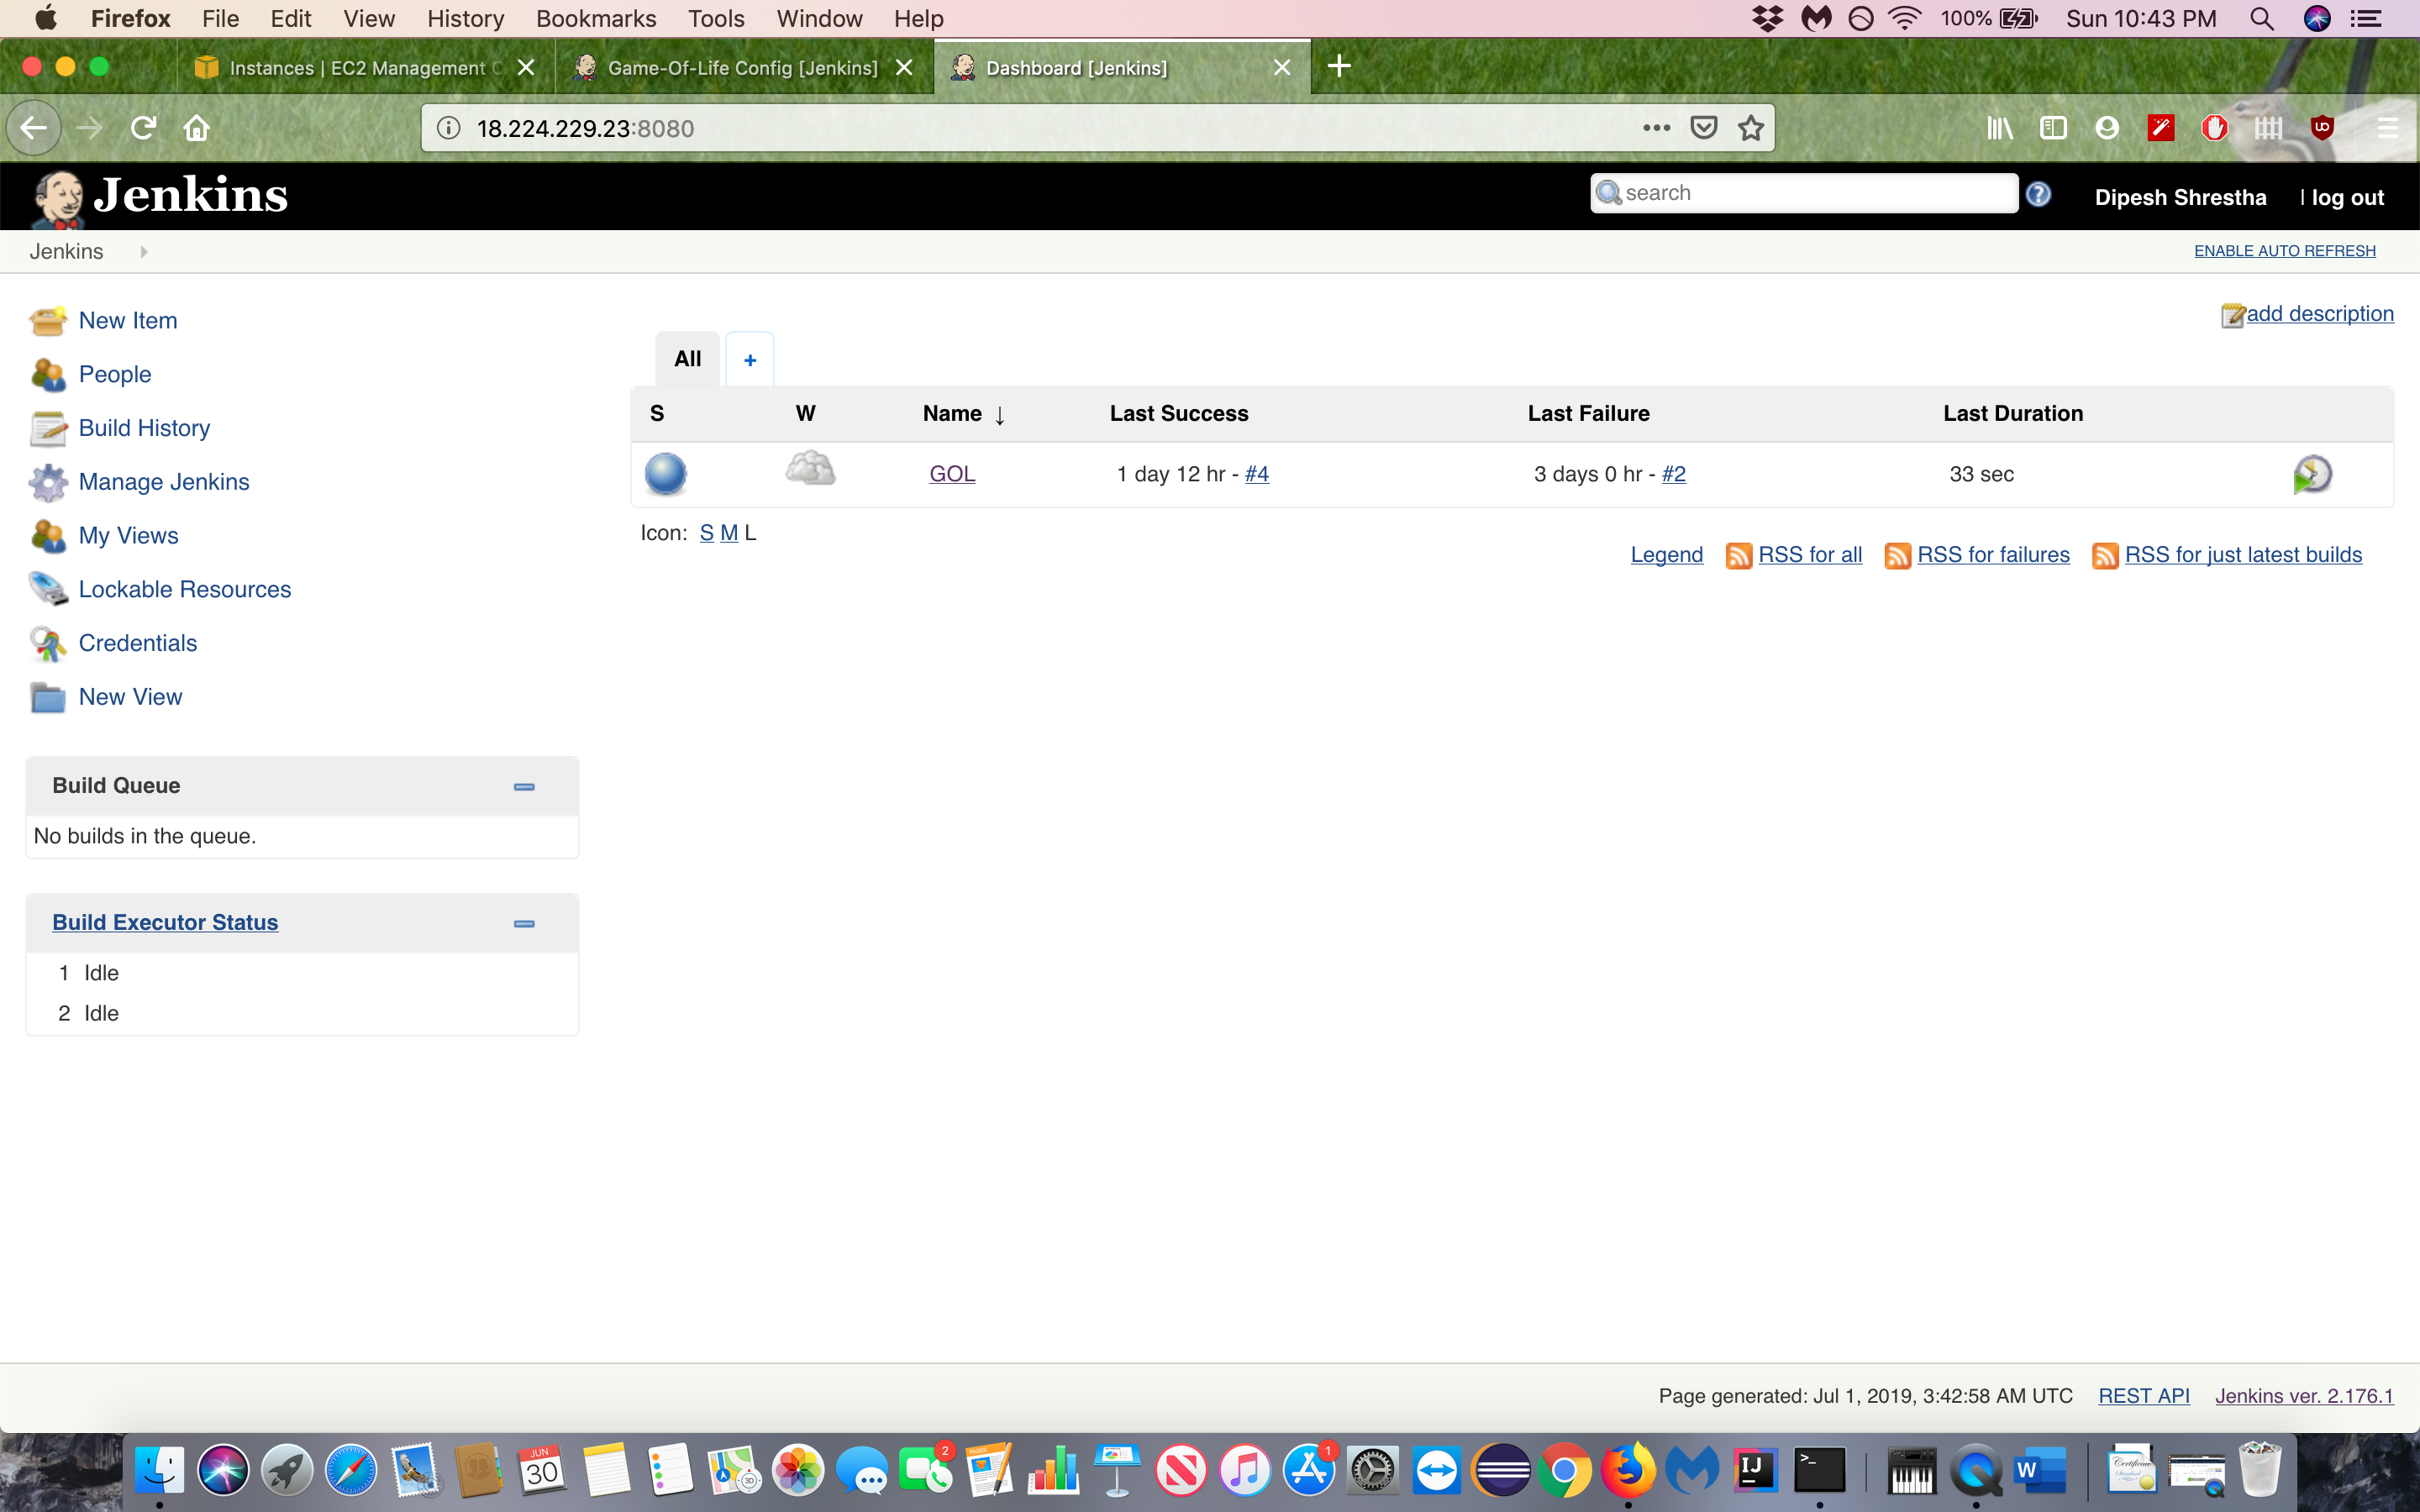 Firefox File Edit View History Bookmarks Tools Window Help 100% Sun 10:43 PM
Instances | EC2 Management C Game-Of-Life Config [Jenkins] Dashboard [Jenkins]
18.224.229.23:8080
Jenkins search Dipesh Shrestha | log out
Jenkins ENABLE AUTO REFRESH
add description
New Item
People
Build History
Manage Jenkins
My Views
Lockable Resources
Credentials
New View
All +
S W Name ↓ Last Success Last Failure Last Duration
GOL 1 day 12 hr - #4 3 days 0 hr - #2 33 sec
Icon: S M L
Legend RSS for all RSS for failures RSS for just latest builds
Build Queue
No builds in the queue.
Build Executor Status
1 Idle
2 Idle
Page generated: Jul 1, 2019, 3:42:58 AM UTC REST API Jenkins ver. 2.176.1
JUN
30
3D
2
PAGES
1
IJ
>_
W